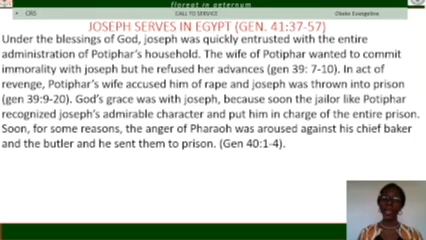 floreat in aeternum
CRS CALL TO SERVICE Obaku Evangeline
JOSEPH SERVES IN EGYPT (GEN. 41:37-57)
Under the blessings of God, joseph was quickly entrusted with the entire
administration of Potiphar's household. The wife of Potiphar wanted to commit
immorality with joseph but he refused her advances (gen 39: 7-10). In act of
revenge, Potiphar's wife accused him of rape and joseph was thrown into prison
(gen 39:9-20). God's grace was with joseph, because soon the jailor like Potiphar
recognized joseph's admirable character and put him in charge of the entire prison.
Soon, for some reasons, the anger of Pharaoh was aroused against his chief baker
and the butler and he sent them to prison. (Gen 40:1-4).